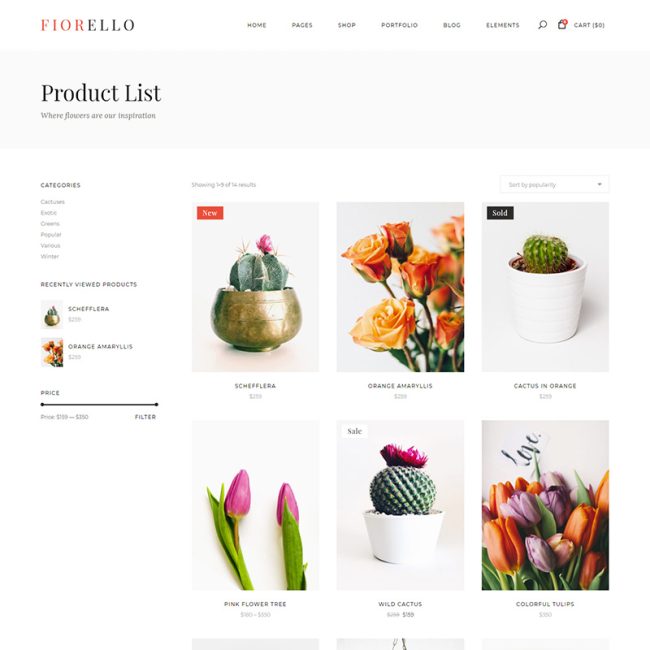 FIORELLO
HOME PAGES SHOP PORTFOLIO BLOG ELEMENTS CART ($0)
Product List
Where flowers are our inspiration
CATEGORIES
Cactuses
Exotic
Greens
Popular
Various
Winter
RECENTLY VIEWED PRODUCTS
SCHEFFLERA
$259
ORANGE AMARYLLIS
$259
PRICE
Price: $159 — $350
FILTER
Showing 1–9 of 14 results
Sort by popularity
New
Sold
SCHEFFLERA
$259
ORANGE AMARYLLIS
$259
CACTUS IN ORANGE
$259
Sale
Love
PINK FLOWER TREE
$180 – $350
WILD CACTUS
$259 $159
COLORFUL TULIPS
$350